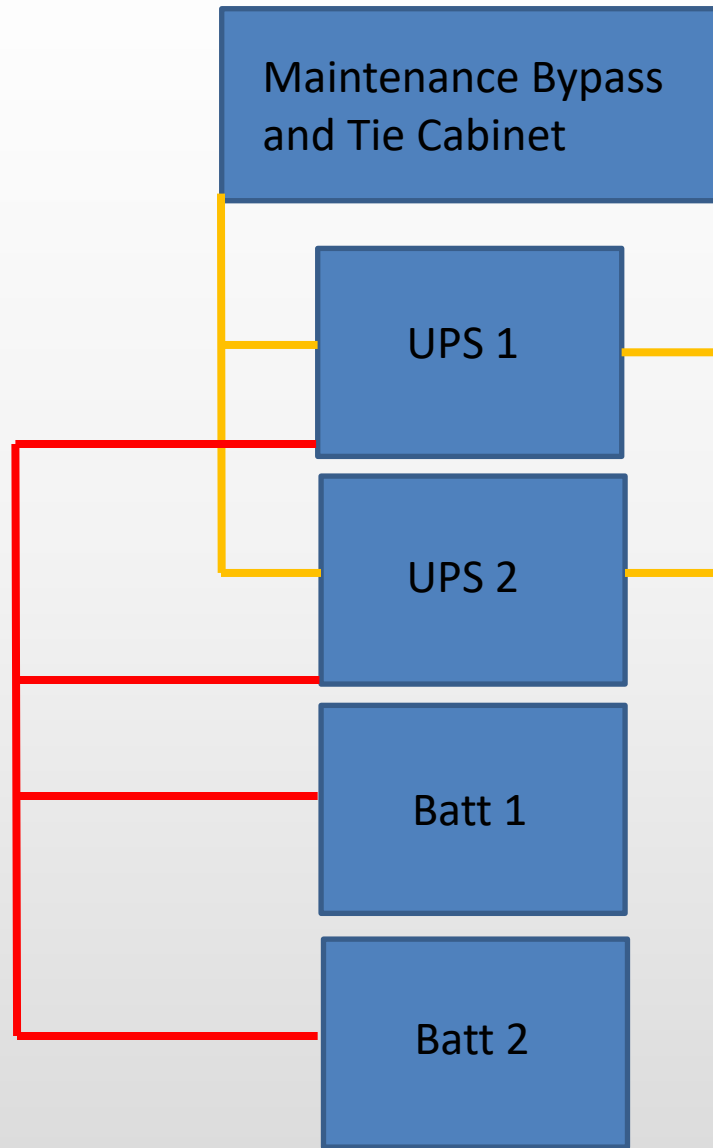 Maintenance Bypass
and Tie Cabinet
UPS 1
UPS 2
Batt 1
Batt 2